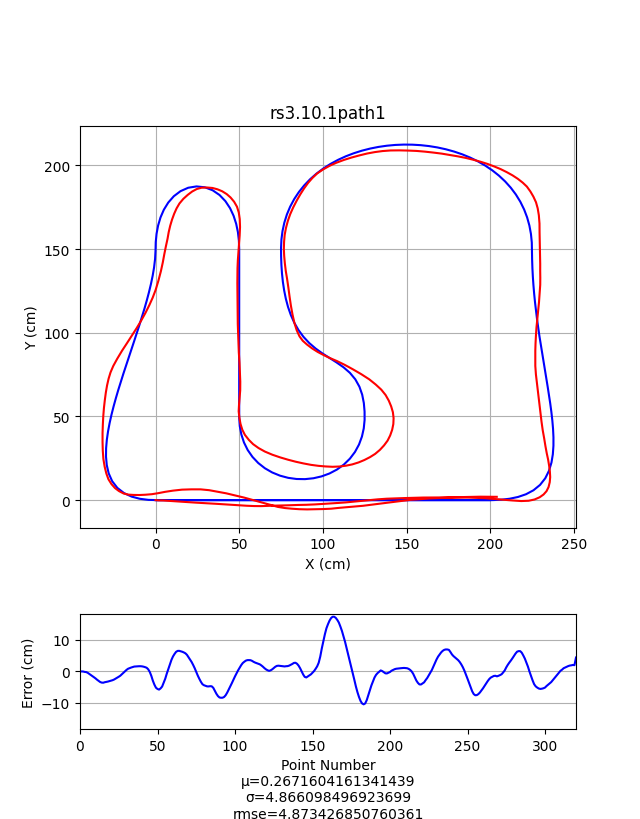 rs3.10.1path1
200
150
100
50
0
Y (cm)
0 50 100 150 200 250
X (cm)
10
0
−10
Error (cm)
0 50 100 150 200 250 300
Point Number
μ=0.2671604161341439
σ=4.866098496923699
rmse=4.873426850760361